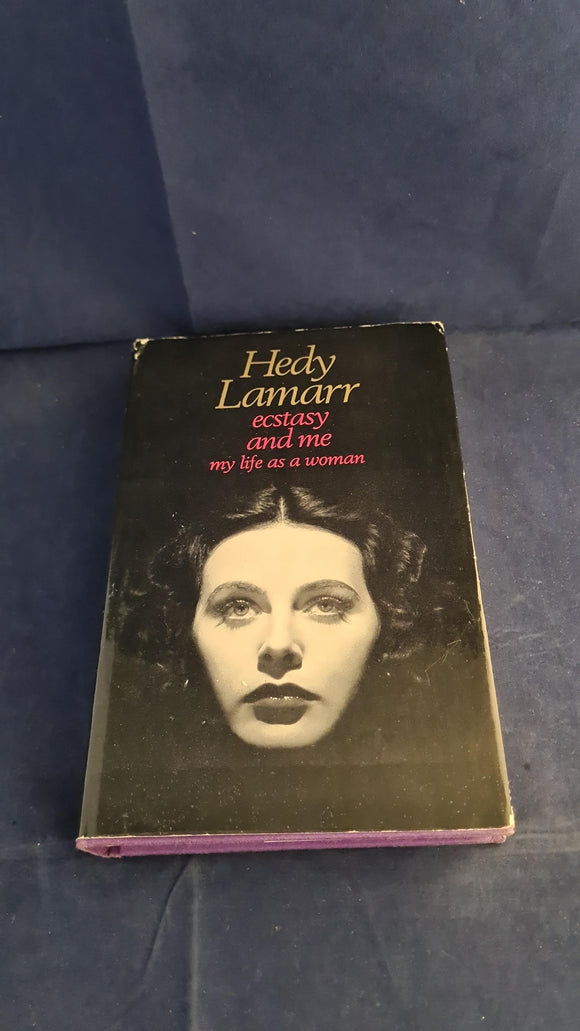 Hedy
Lamarr
ecstasy
and me
my life as a woman